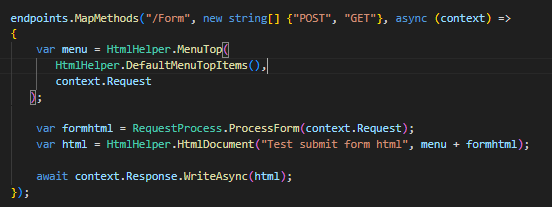 endpoints.MapMethods("/Form", new string[] {"POST", "GET"}, async (context) =>
{
    var menu = HtmlHelper.MenuTop(
        HtmlHelper.DefaultMenuTopItems(),
        context.Request
    );
    var formhtml = RequestProcess.ProcessForm(context.Request);
    var html = HtmlHelper.HtmlDocument("Test submit form html", menu + formhtml);
    await context.Response.WriteAsync(html);
});